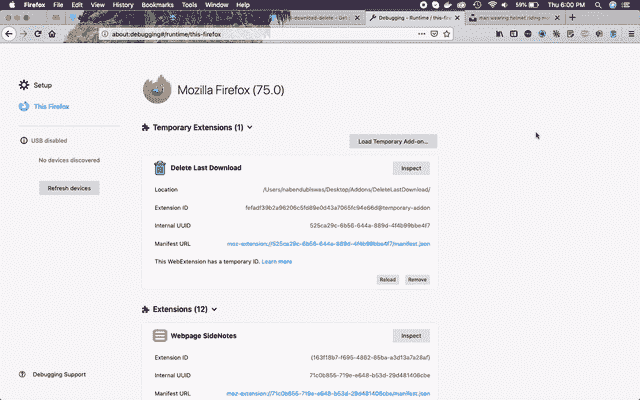 Firefox File Edit View History Bookmarks Tools Window Help
59% Thu 6:00 PM
-download-delete - Get
Debugging - Runtime / this-fir
man wearing helmet riding mo
about:debugging#/runtime/this-firefox
Setup
This Firefox
USB disabled
No devices discovered
Refresh devices
Mozilla Firefox (75.0)
Temporary Extensions (1)
Load Temporary Add-on...
Delete Last Download
Inspect
Location
/Users/nabendubiswas/Desktop/Addons/DeleteLastDownload/
Extension ID
fefadf39b2a96206c5fd89e0d43a7065fc94e66d@temporary-addon
Internal UUID
525ca29c-6b56-644a-889d-4f4b99bbe4f7
Manifest URL
moz-extension://525ca29c-6b56-644a-889d-4f4b99bbe4f7/manifest.json
This WebExtension has a temporary ID. Learn more
Reload
Remove
Extensions (12)
Webpage SideNotes
Inspect
Extension ID
{163f18b7-f695-4882-85ba-a3d13a7a28af}
Internal UUID
71c0b855-719e-e648-b53d-29d481406cbe
Manifest URL
moz-extension://71c0b855-719e-e648-b53d-29d481406cbe/manifest.json
Debugging Support